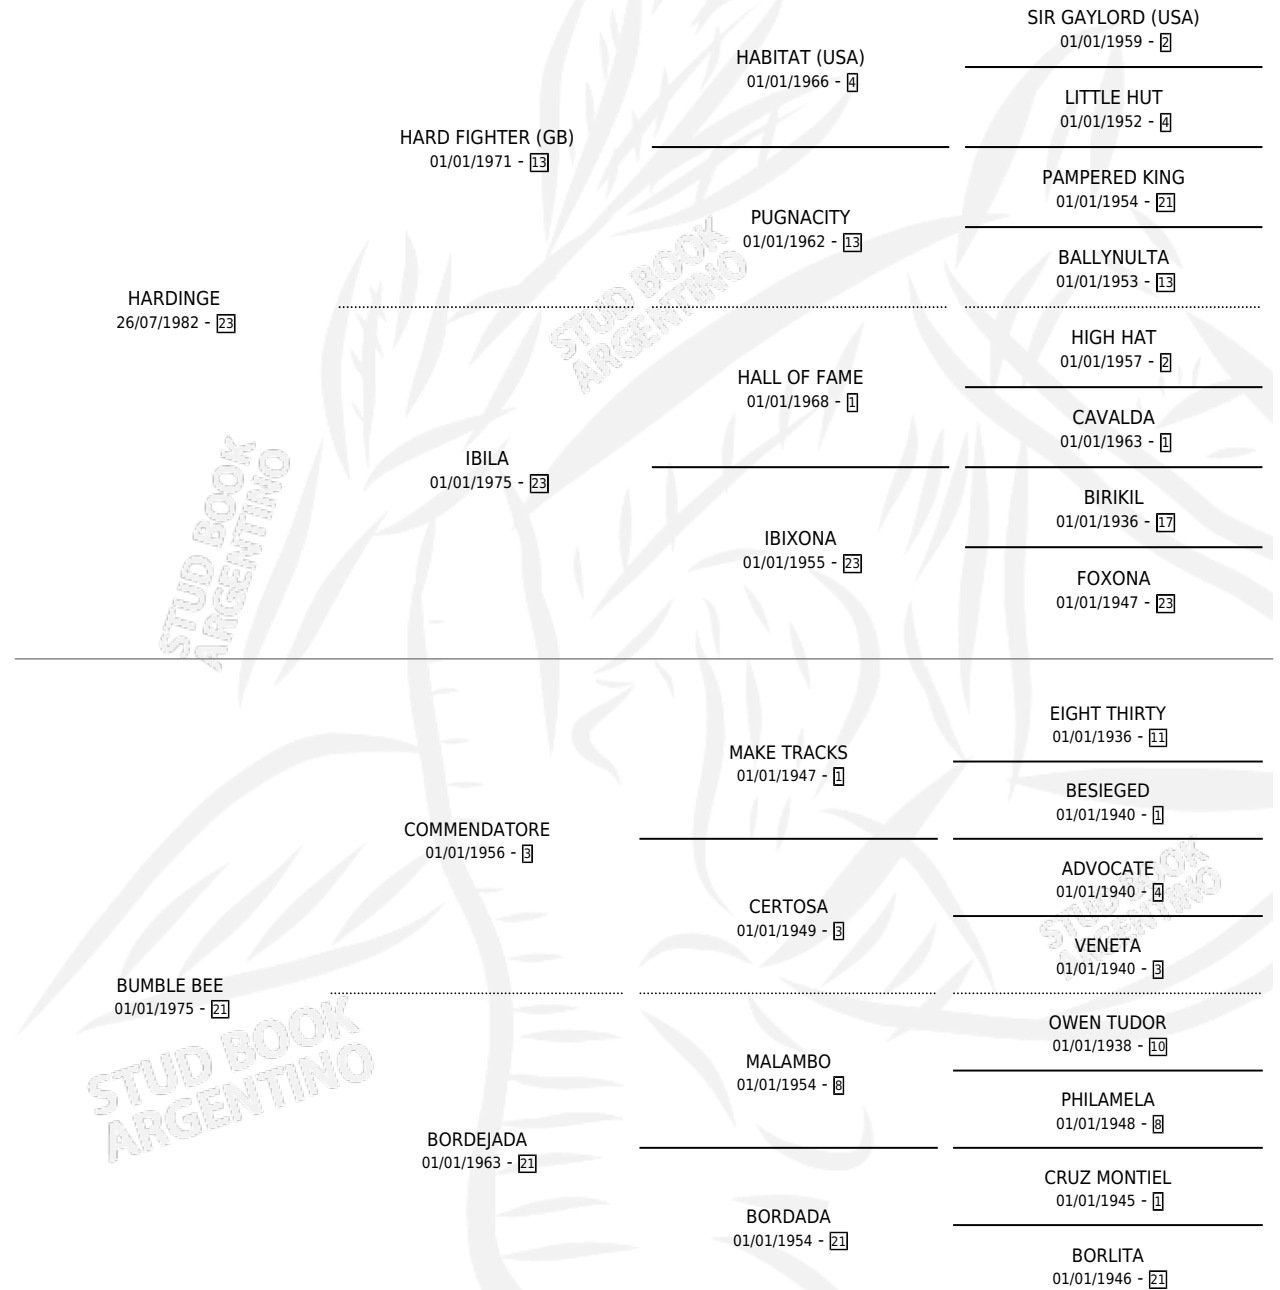 SIR GAYLORD (USA)
01/01/1959 - 2
HABITAT (USA)
01/01/1966 - 4
LITTLE HUT
01/01/1952 - 4
HARD FIGHTER (GB)
01/01/1971 - 13
PAMPERED KING
01/01/1954 - 21
PUGNACITY
01/01/1962 - 13
BALLYNULTA
01/01/1953 - 13
HARDINGE
26/07/1982 - 23
HIGH HAT
01/01/1957 - 2
HALL OF FAME
01/01/1968 - 1
CAVALDA
01/01/1963 - 1
IBILA
01/01/1975 - 23
BIRIKIL
01/01/1936 - 17
IBIXONA
01/01/1955 - 23
FOXONA
01/01/1947 - 23
STUD BOOK
ARGENTINO
STUD BOOK
ARGENTINO
EIGHT THIRTY
01/01/1936 - 11
MAKE TRACKS
01/01/1947 - 1
BESIEGED
01/01/1940 - 1
COMMENDATORE
01/01/1956 - 3
ADVOCATE
01/01/1940 - 4
CERTOSA
01/01/1949 - 3
VENETA
01/01/1940 - 3
BUMBLE BEE
01/01/1975 - 21
OWEN TUDOR
01/01/1938 - 10
MALAMBO
01/01/1954 - 8
PHILAMELA
01/01/1948 - 8
BORDEJADA
01/01/1963 - 21
CRUZ MONTIEL
01/01/1945 - 1
BORDADA
01/01/1954 - 21
BORLITA
01/01/1946 - 21
STUD BOOK
ARGENTINO
STUD BOOK
ARGENTINO